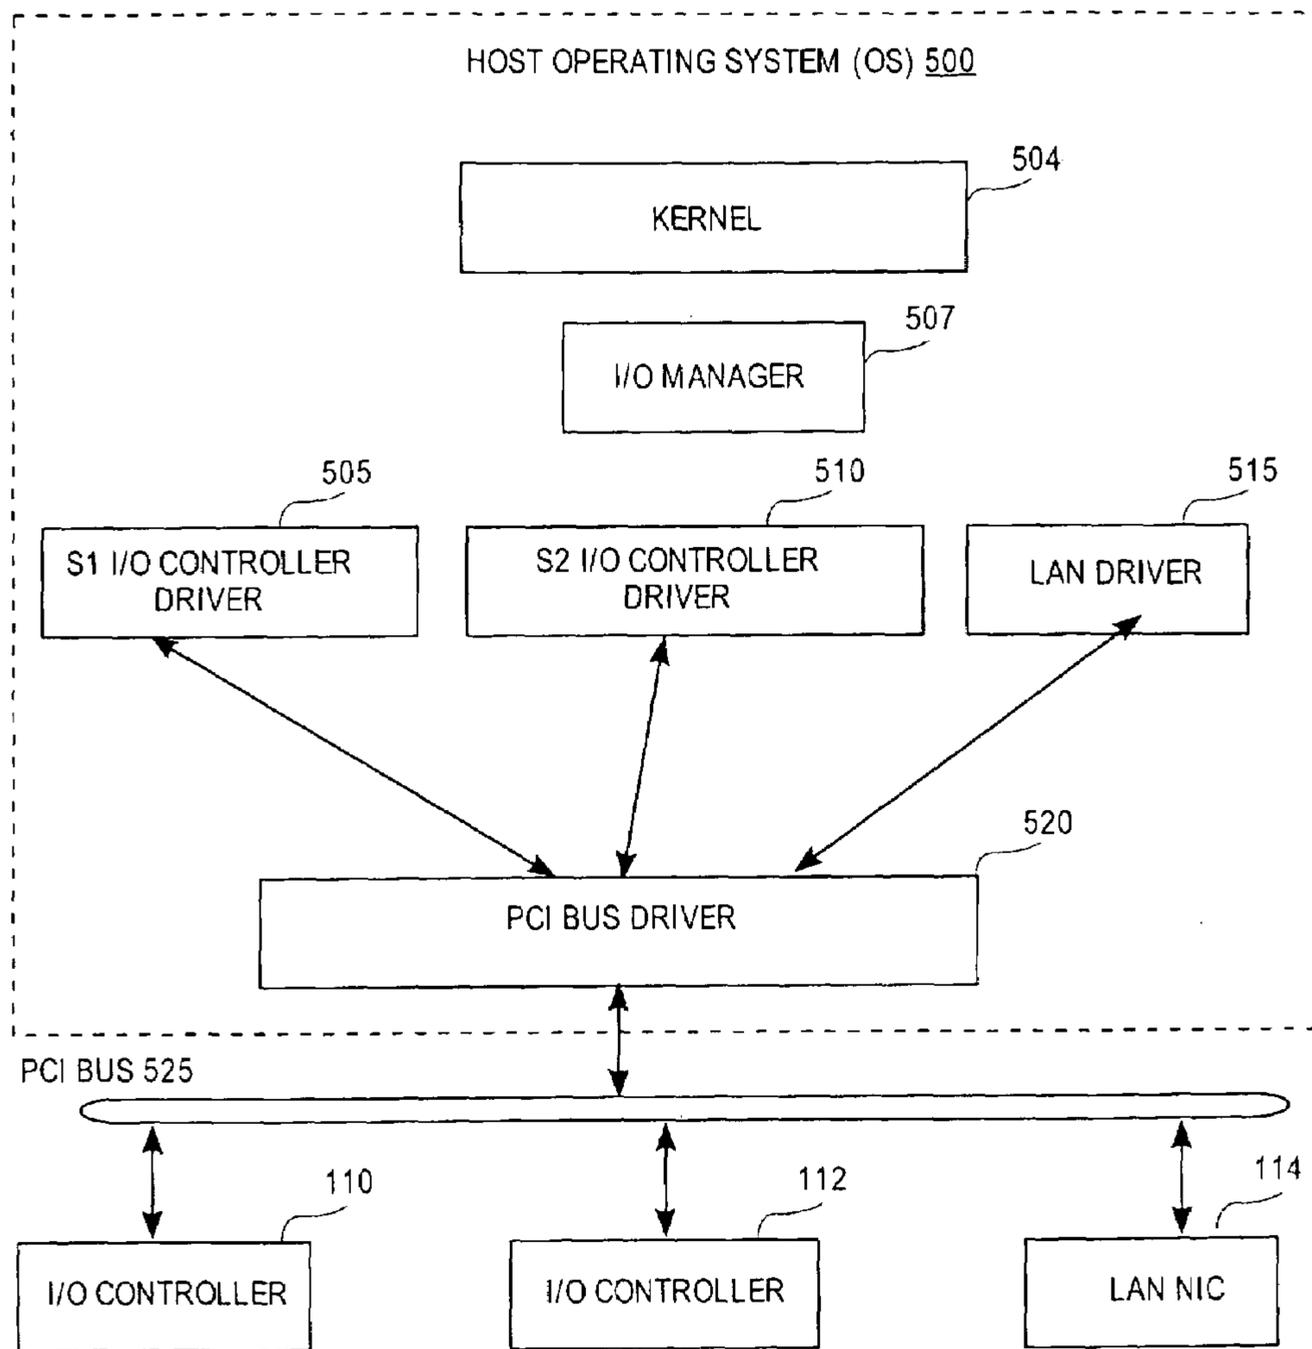 HOST OPERATING SYSTEM (OS) 500
504
KERNEL
507
I/O MANAGER
505
510
515
S1 I/O CONTROLLER
DRIVER
S2 I/O CONTROLLER
DRIVER
LAN DRIVER
520
PCI BUS DRIVER
PCI BUS 525
110
112
114
I/O CONTROLLER
I/O CONTROLLER
LAN NIC